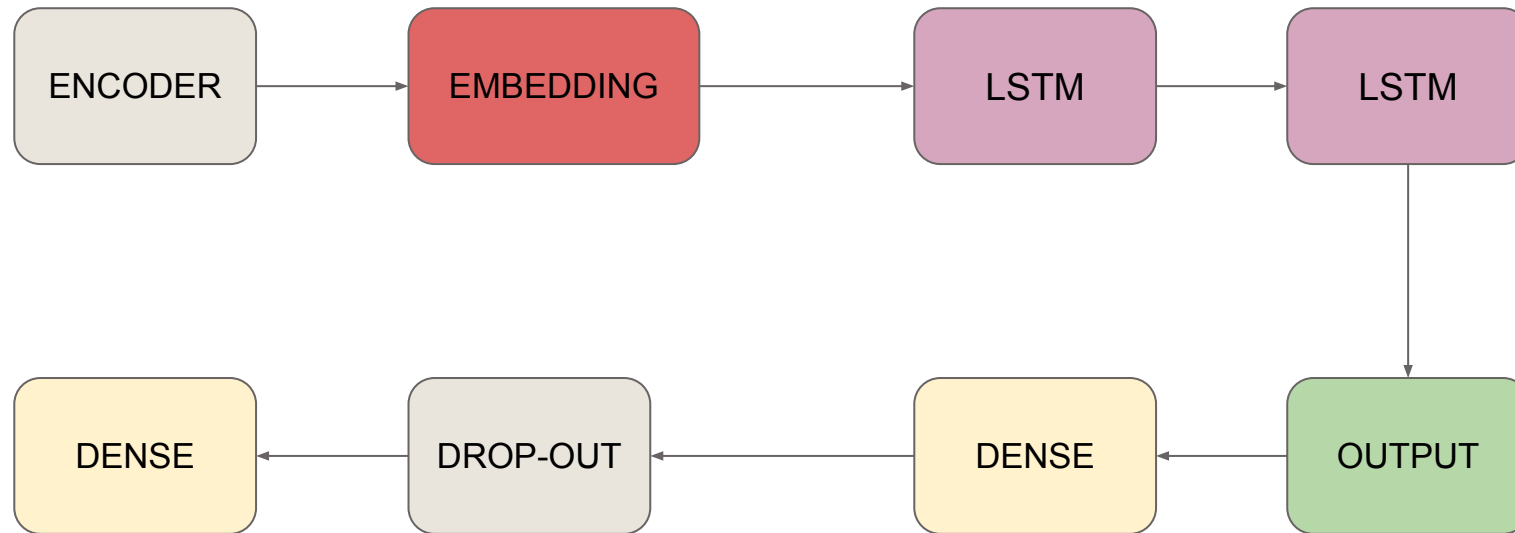 ENCODER
EMBEDDING
LSTM
LSTM
DENSE
DROP-OUT
DENSE
OUTPUT